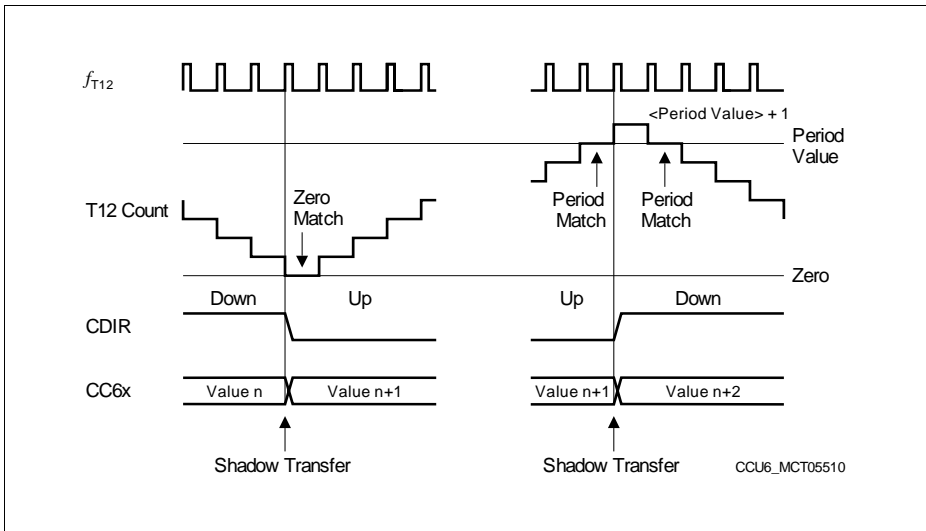 fT12
<Period Value> + 1
Period
Value
Period
Match
Period
Match
Zero
Match
T12 Count
Zero
Down
Up
Up
Down
CDIR
CC6x
Value n
Value n+1
Value n+1
Value n+2
Shadow Transfer
Shadow Transfer
CCU6_MCT05510